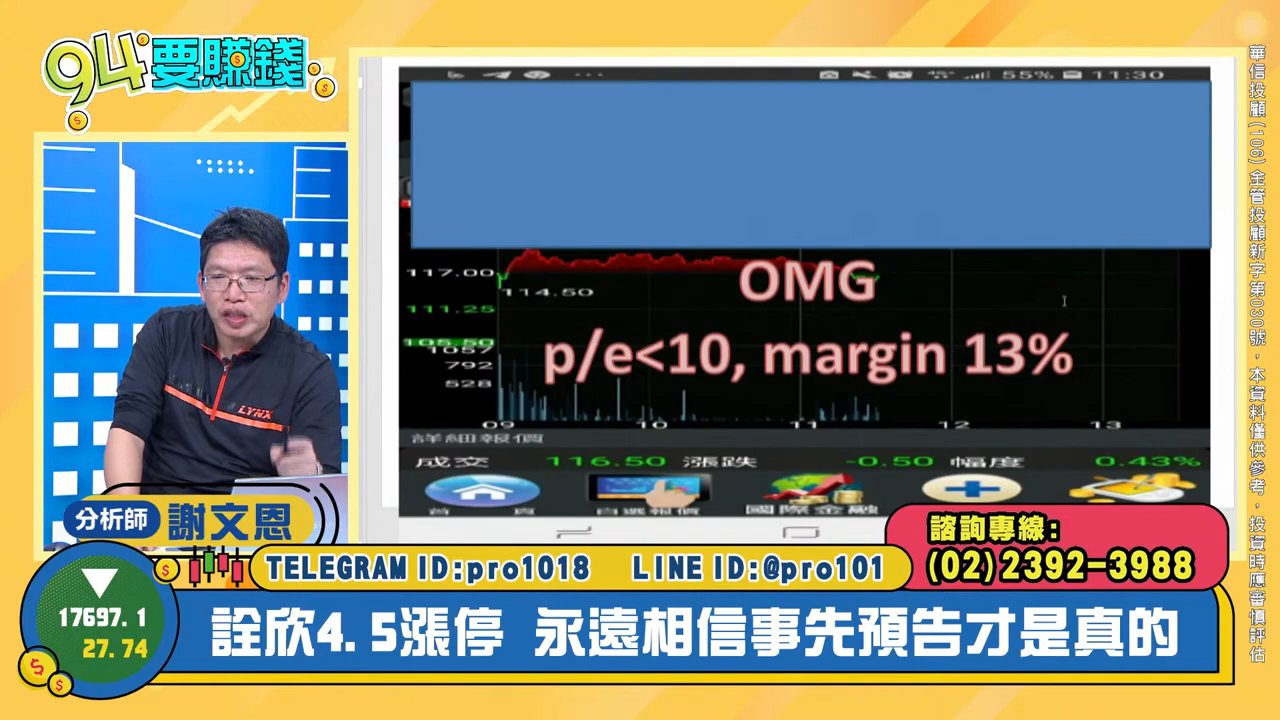 94要賺錢
55% 11:30
OMG
p/e<10, margin 13%
117.00
114.50
111.25
105.50
1057
792
528
09 10 11 12 13
詳細報價
成交 116.50 漲跌 -0.50 幅度 0.43%
首 頁 自選報價 國際金融
LYNX
分析師 謝文恩
諮詢專線:
(02)2392-3988
TELEGRAM ID:pro1018 LINE ID:@pro101
17697.1
27.74
詮欣4.5漲停 永遠相信事先預告才是真的
華信投顧(106)金管投顧新字第030號，本資料僅供參考，投資時應審慎評估